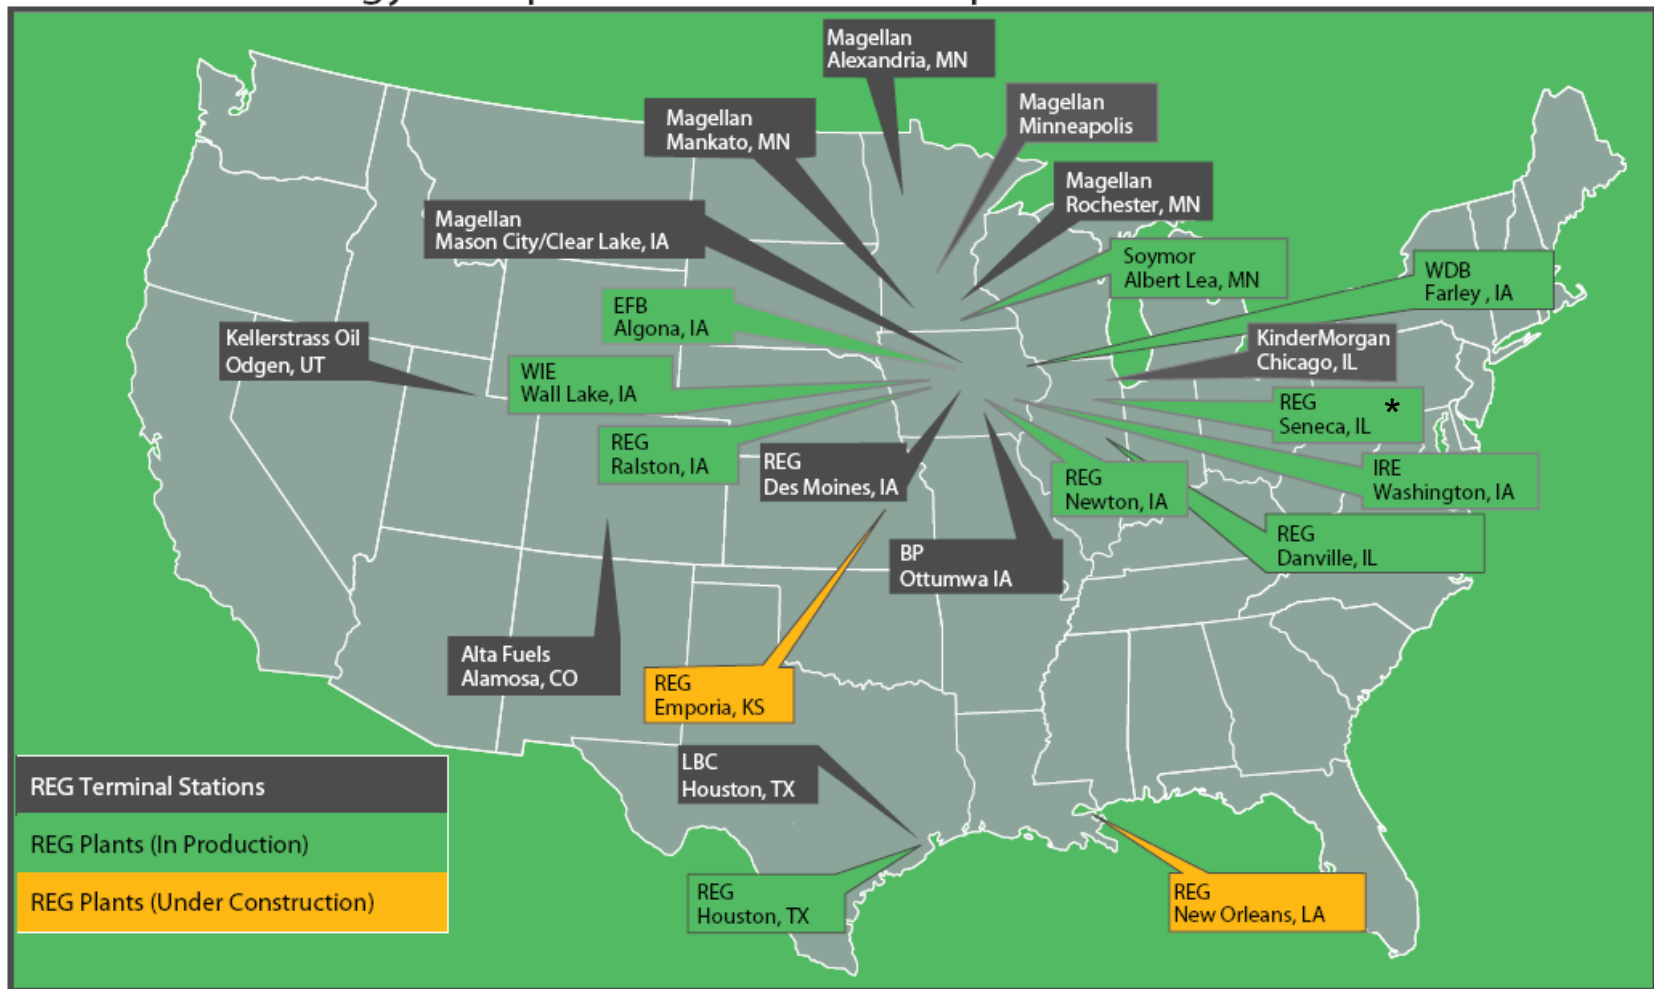 Magellan
Alexandria, MN
Magellan
Minneapolis
Magellan
Mankato, MN
Magellan
Rochester, MN
Magellan
Mason City/Clear Lake, IA
Soymor
Albert Lea, MN
WDB
Farley , IA
EFB
Algona, IA
Kellerstrass Oil
Odgen, UT
KinderMorgan
Chicago, IL
WIE
Wall Lake, IA
REG *
Seneca, IL
REG
Ralston, IA
REG
Des Moines, IA
REG
Newton, IA
IRE
Washington, IA
REG
Danville, IL
BP
Ottumwa IA
Alta Fuels
Alamosa, CO
REG
Emporia, KS
LBC
Houston, TX
REG
Houston, TX
REG
New Orleans, LA
REG Terminal Stations
REG Plants (In Production)
REG Plants (Under Construction)